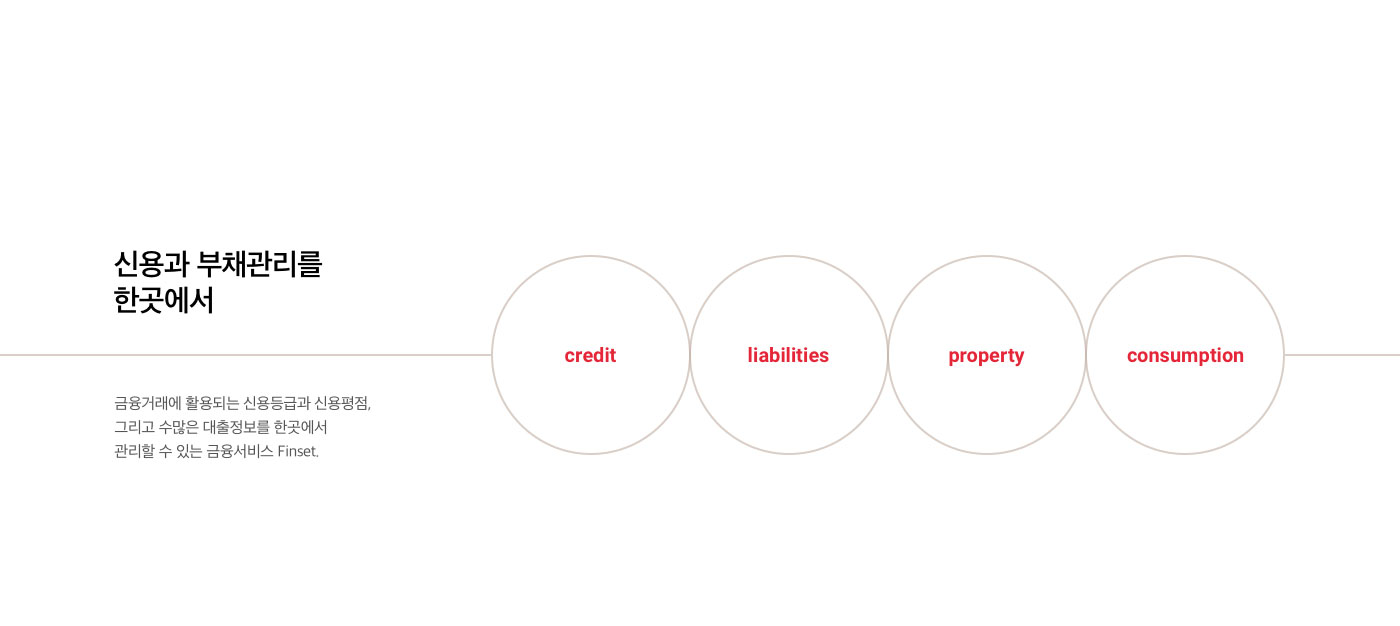 신용과 부채관리를
한곳에서
금융거래에 활용되는 신용등급과 신용평점,
그리고 수많은 대출정보를 한곳에서
관리할 수 있는 금융서비스 Finset.
credit
liabilities
property
consumption